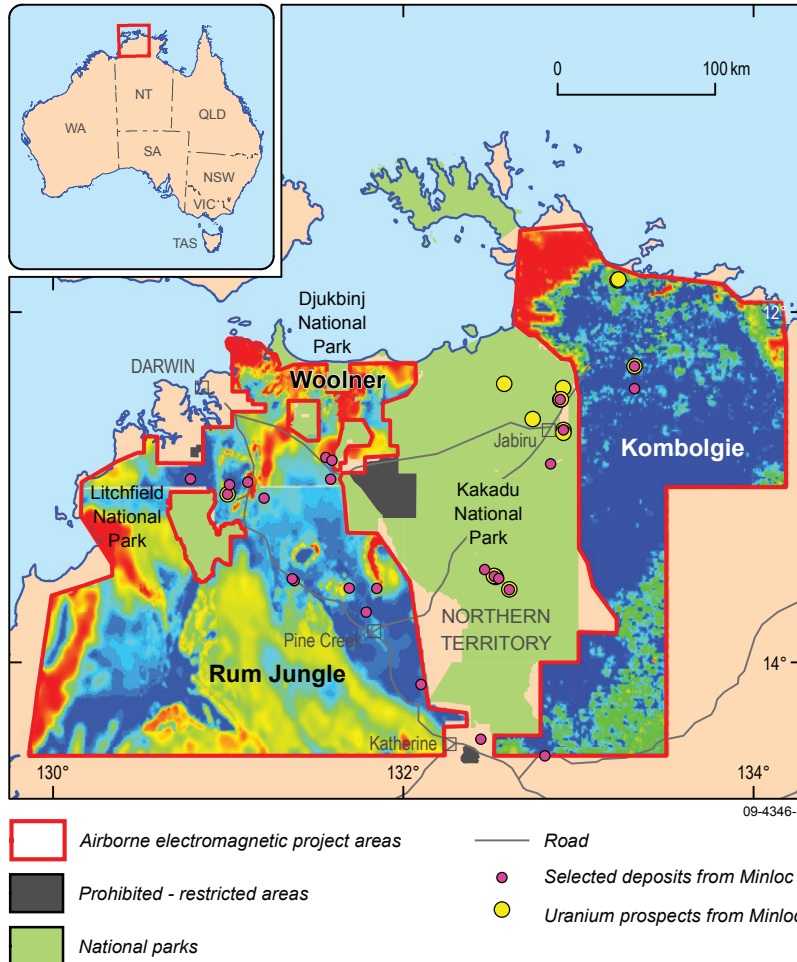 NT
WA
QLD
SA
NSW
VIC
TAS
0 100 km
12°
Djukbinj
National
Park
DARWIN
Woolner
Jabiru
Kombolgie
Litchfield
National
Park
Kakadu
National
Park
NORTHERN
TERRITORY
Pine Creek
14°
Rum Jungle
Katherine
130° 132° 134°
09-4346-
Airborne electromagnetic project areas
Prohibited - restricted areas
National parks
Road
Selected deposits from Minloc
Uranium prospects from Minloc